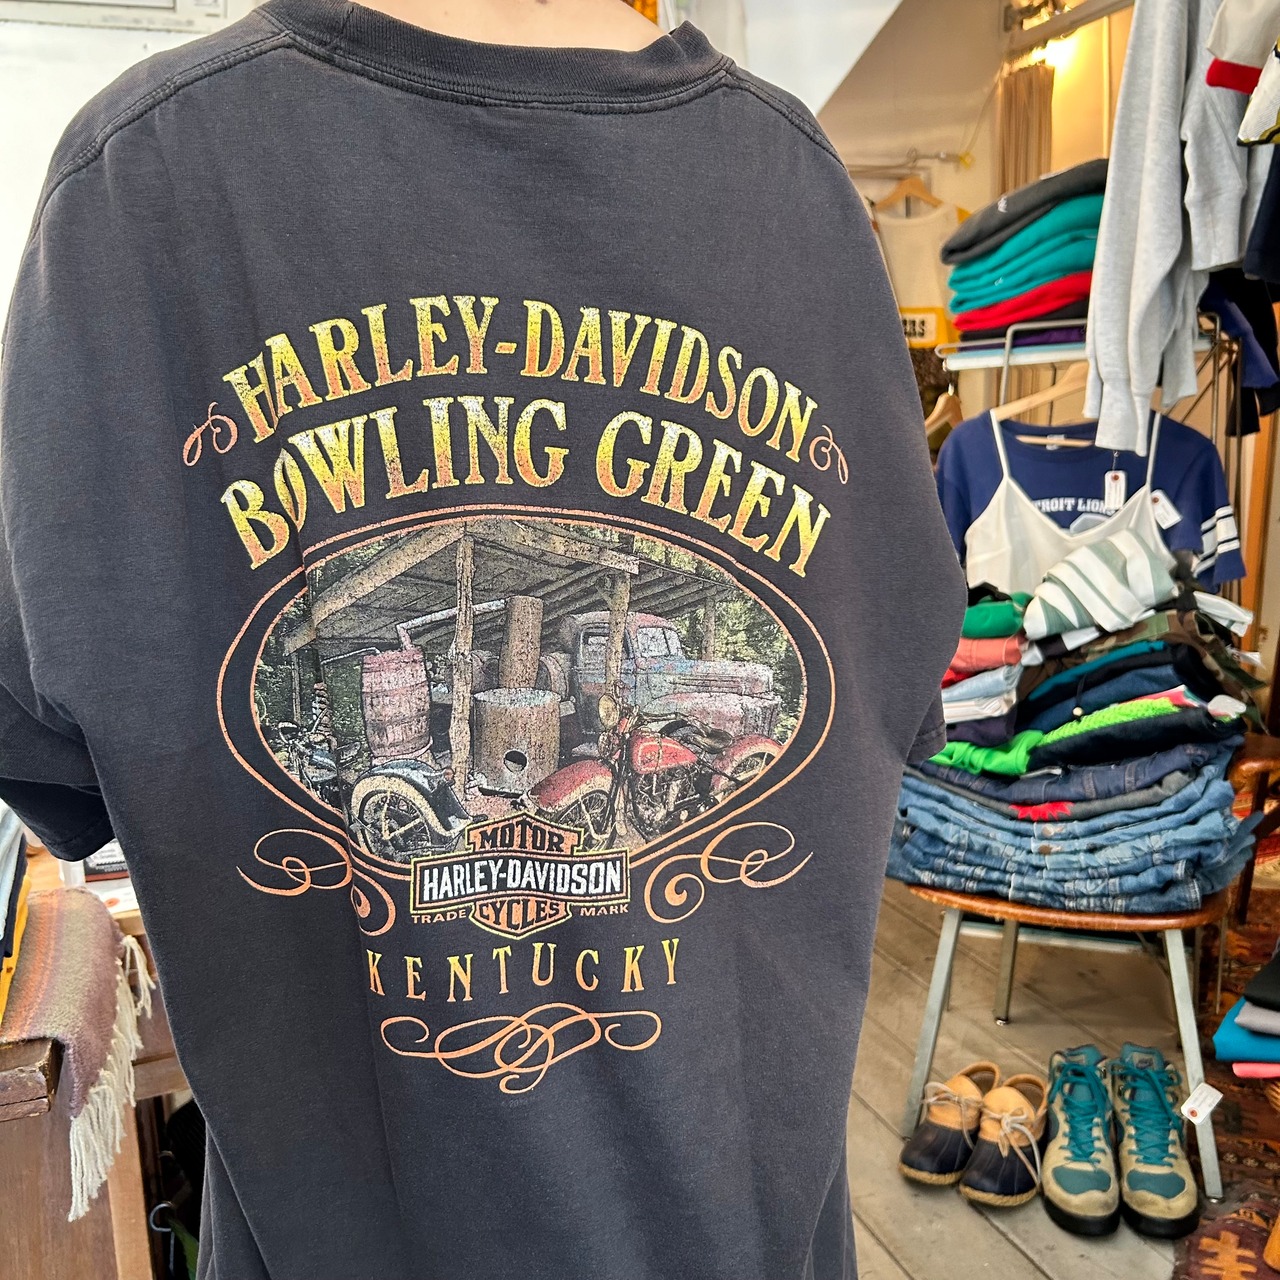 HARLEY-DAVIDSON
BOWLING GREEN
MOTOR
HARLEY-DAVIDSON
CYCLES
TRADE MARK
KENTUCKY